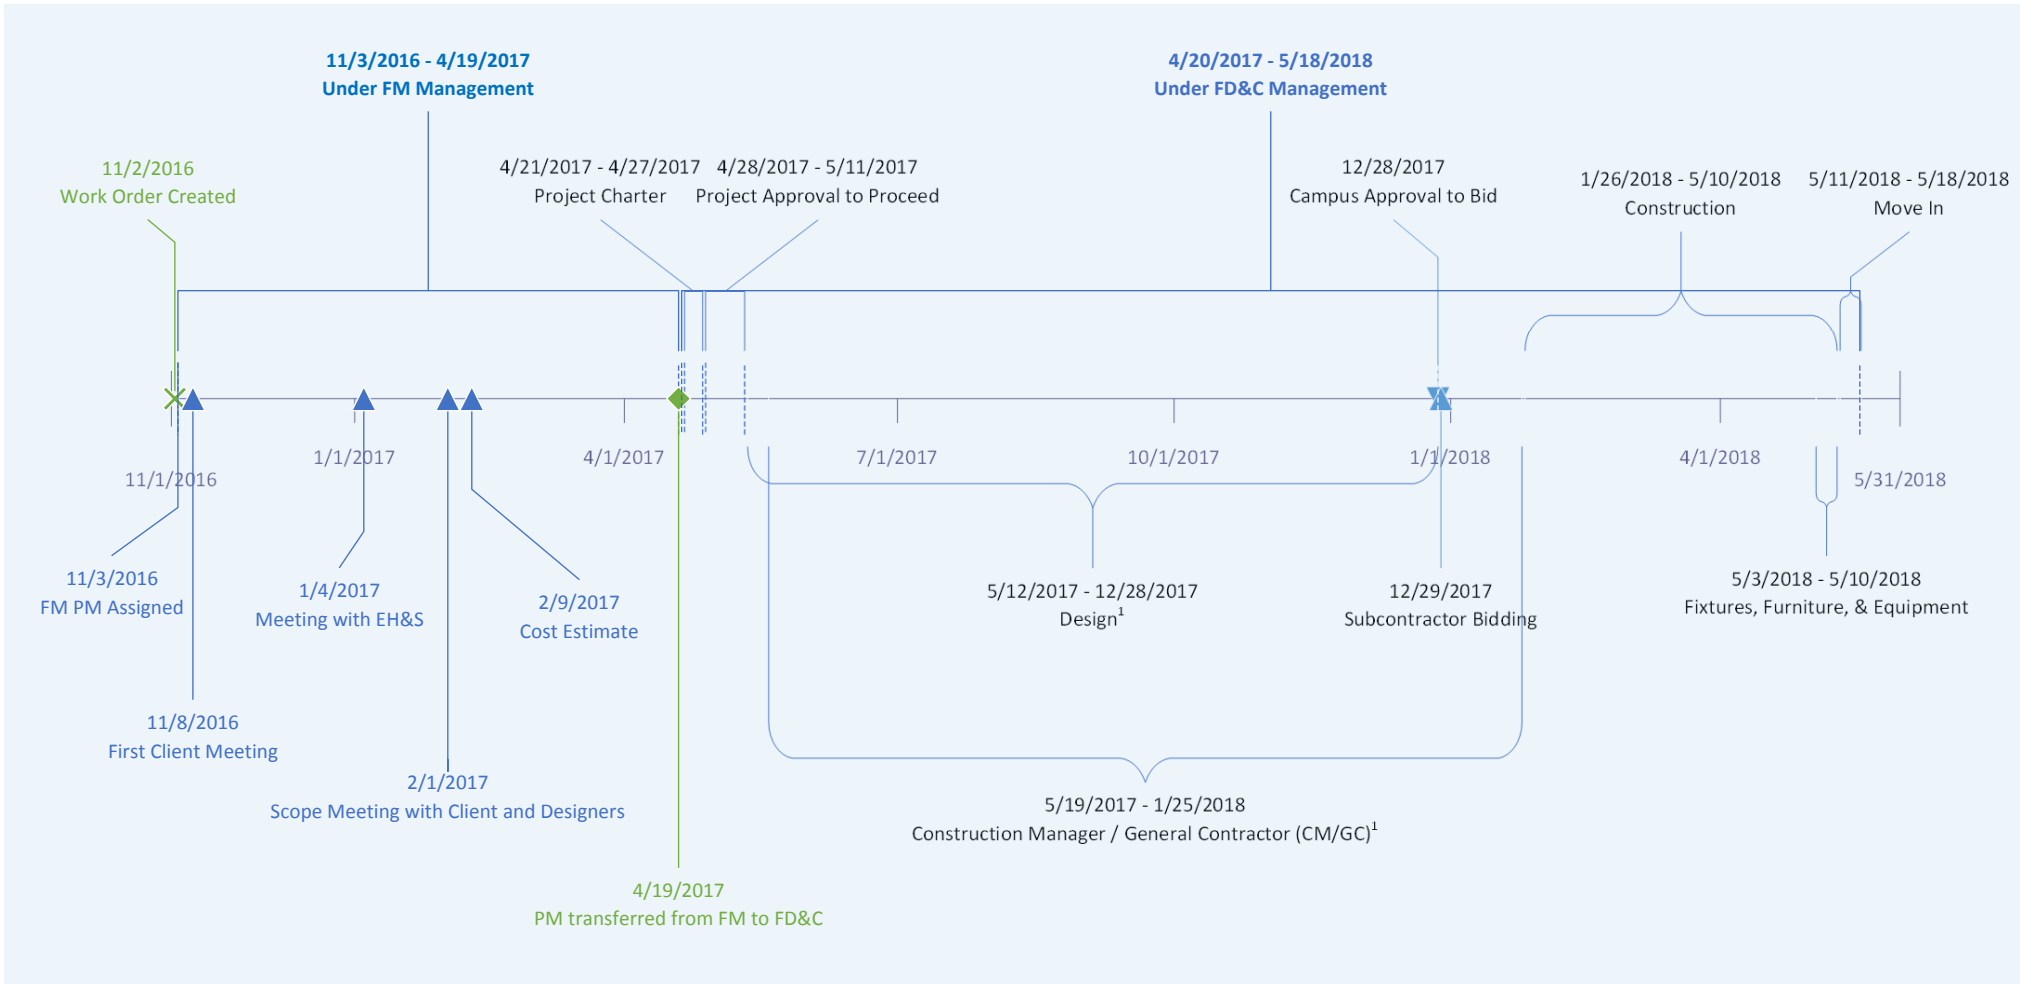 11/3/2016 - 4/19/2017
Under FM Management
4/20/2017 - 5/18/2018
Under FD&C Management
11/2/2016
Work Order Created
4/21/2017 - 4/27/2017
Project Charter
4/28/2017 - 5/11/2017
Project Approval to Proceed
12/28/2017
Campus Approval to Bid
1/26/2018 - 5/10/2018
Construction
5/11/2018 - 5/18/2018
Move In
11/1/2016
1/1/2017
4/1/2017
7/1/2017
10/1/2017
1/1/2018
4/1/2018
5/31/2018
11/3/2016
FM PM Assigned
1/4/2017
Meeting with EH&S
2/9/2017
Cost Estimate
5/12/2017 - 12/28/2017
Design1
12/29/2017
Subcontractor Bidding
5/3/2018 - 5/10/2018
Fixtures, Furniture, & Equipment
11/8/2016
First Client Meeting
2/1/2017
Scope Meeting with Client and Designers
5/19/2017 - 1/25/2018
Construction Manager / General Contractor (CM/GC)1
4/19/2017
PM transferred from FM to FD&C